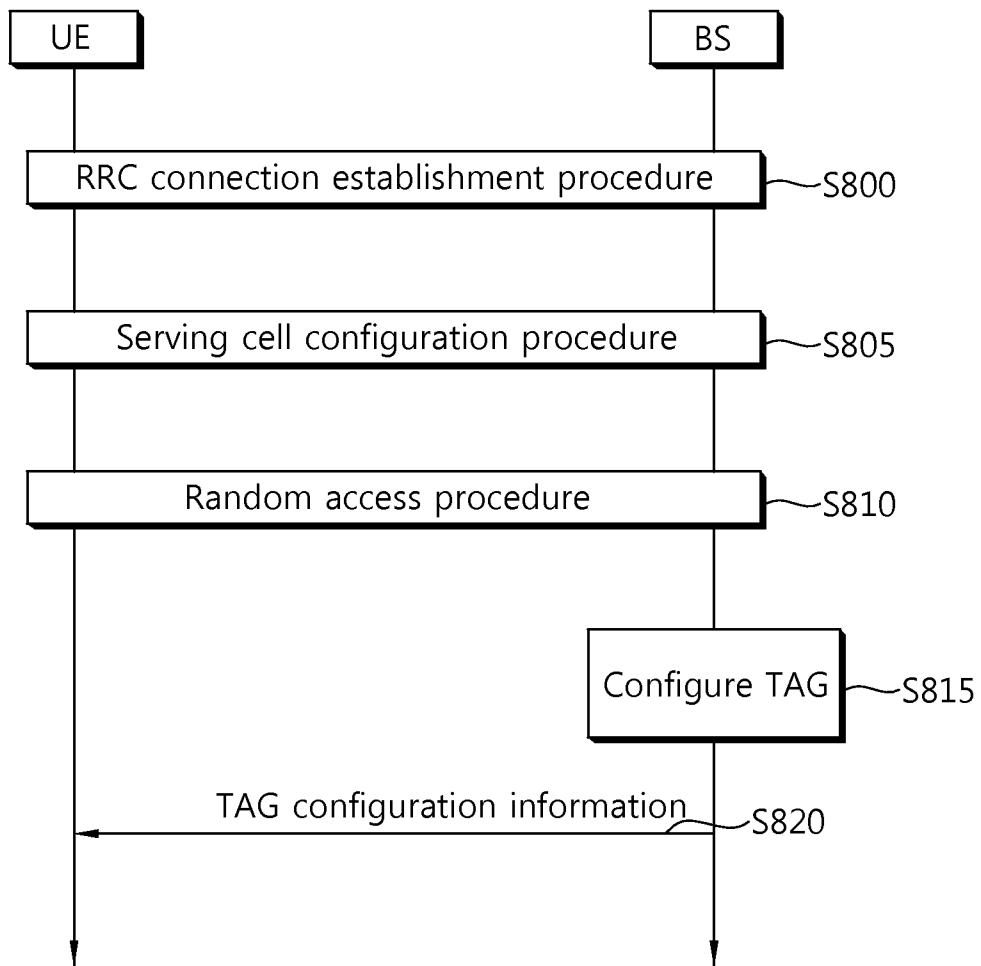 UE
BS
RRC connection establishment procedure
S800
Serving cell configuration procedure
S805
Random access procedure
S810
Configure TAG
S815
TAG configuration information
S820